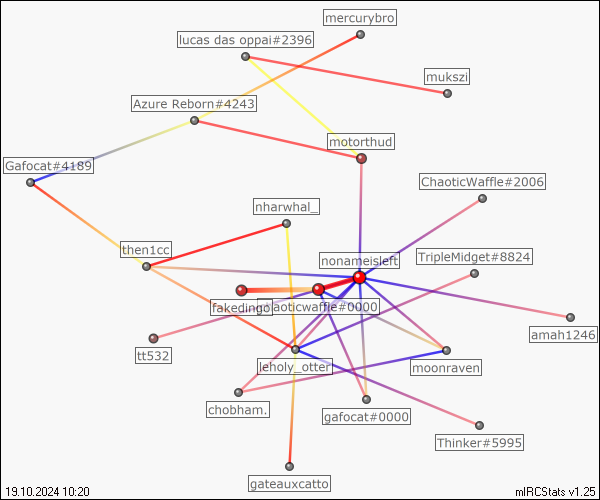 mercurybro
lucas das oppai#2396
mukszi
Azure Reborn#4243
motorthud
Gafocat#4189
ChaoticWaffle#2006
nharwhal_
then1cc
nonameisleft
TripleMidget#8824
fakedingo
chaoticwaffle#0000
amah1246
tt532
leholy_otter
moonraven
chobham.
gafocat#0000
Thinker#5995
gateauxcatto
19.10.2024 10:20
mIRCStats v1.25